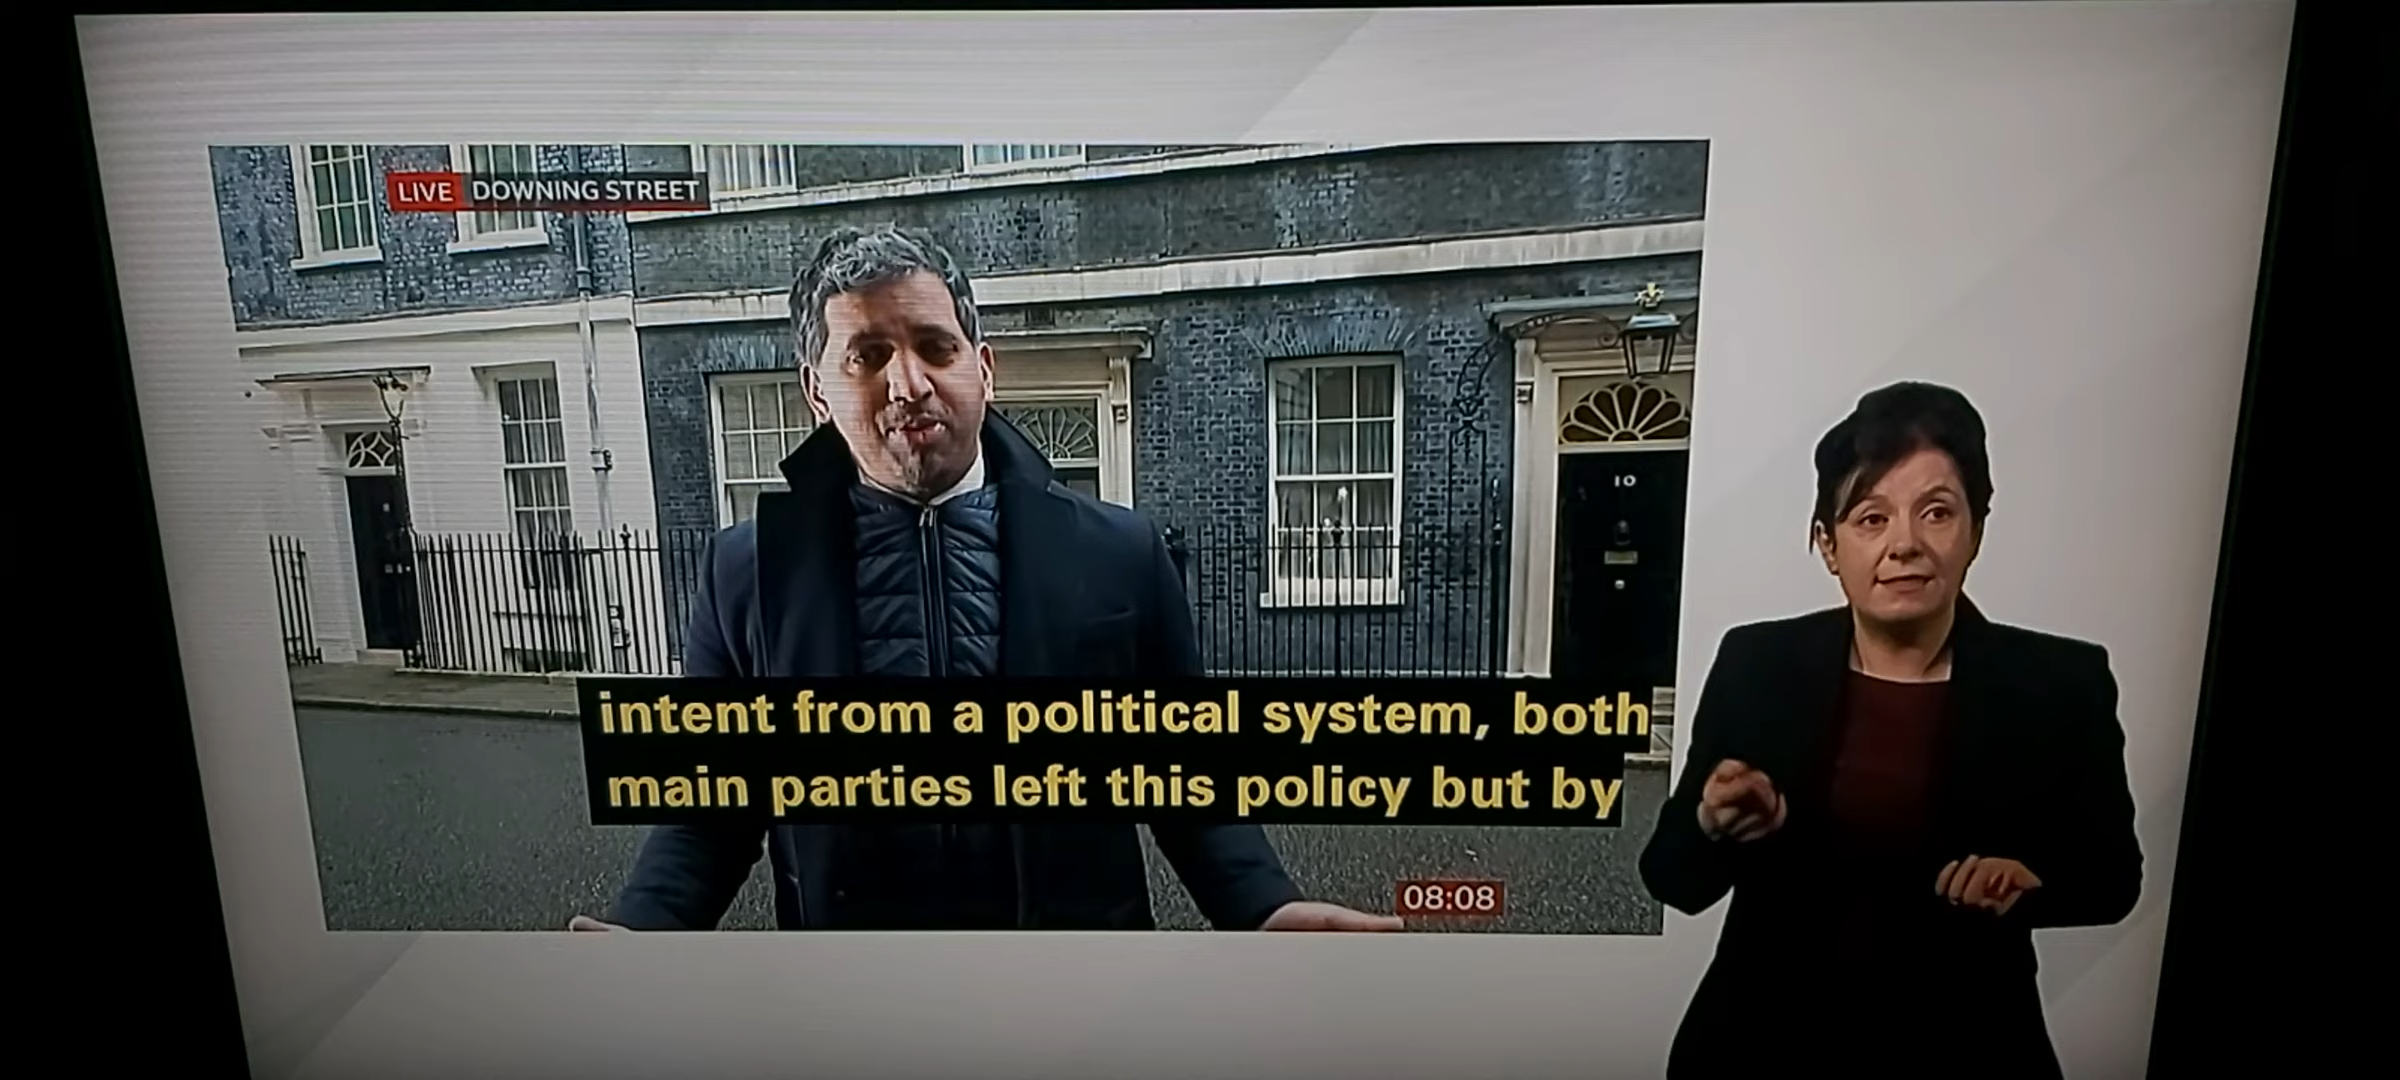 LIVE DOWNING STREET
10
intent from a political system, both
main parties left this policy but by
08:08